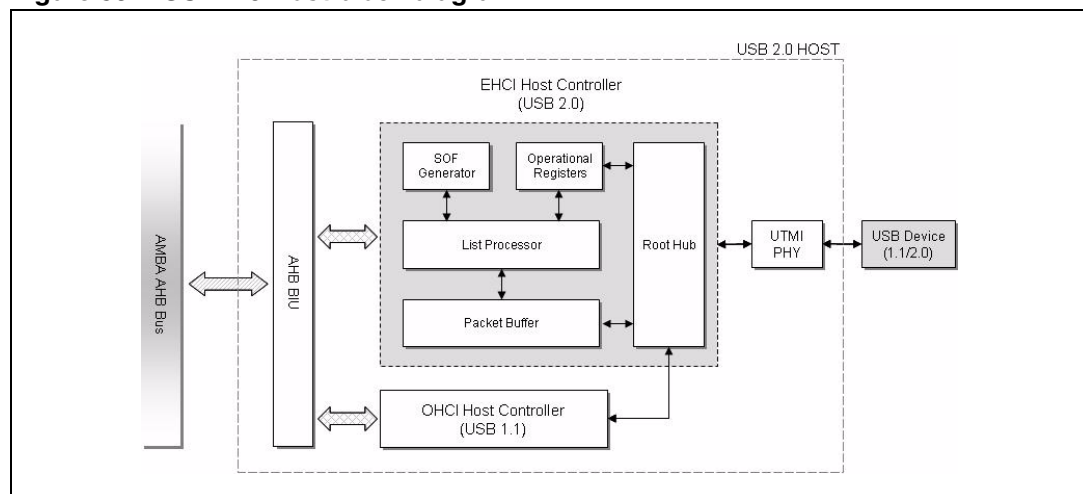 USB 2.0 HOST
EHCI Host Controller
(USB 2.0)
SOF
Generator
Operational
Registers
List Processor
Packet Buffer
Root Hub
UTMI
PHY
USB Device
(1.1/2.0)
AMBA AHB Bus
AHB BIU
OHCI Host Controller
(USB 1.1)